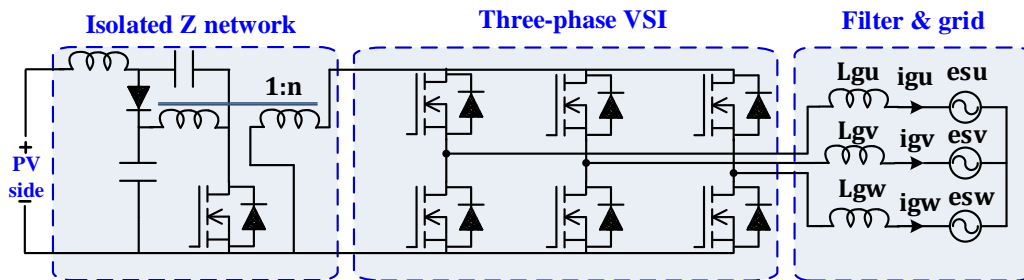 Isolated Z network
Three-phase VSI
Filter & grid
1:n
+
PV
side
-
Lgu igu esu
Lgv igv esv
Lgw igw esw